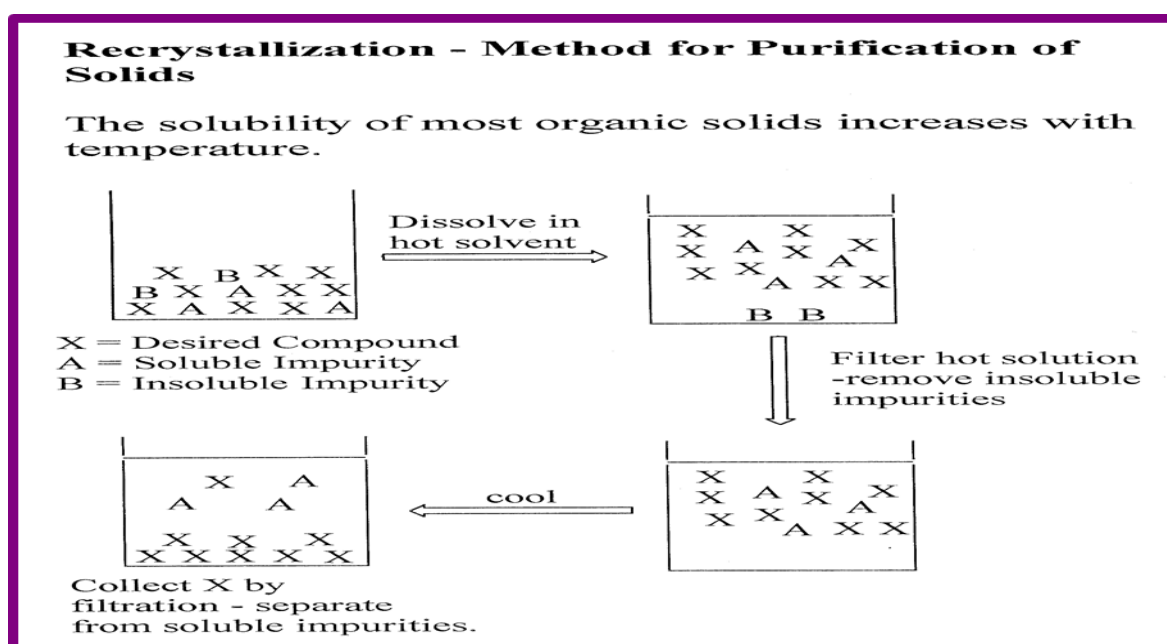 Recrystallization - Method for Purification of
Solids
The solubility of most organic solids increases with
temperature.
Dissolve in
hot solvent
X B X X
B X A X X
X A X X A
X X
X A X X
X X A
A X X
B B
X = Desired Compound
A = Soluble Impurity
B = Insoluble Impurity
Filter hot solution
-remove insoluble
impurities
X X
X A X X
X X A
A X X
cool
X A
A A
X X X
X X X X X
Collect X by
filtration - separate
from soluble impurities.